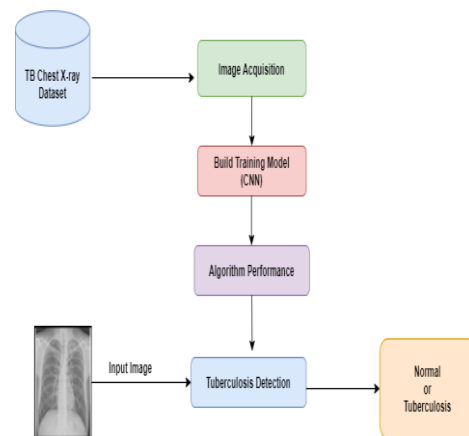 TB Chest X-ray
Dataset
Image Acquisition
Build Training Model
(CNN)
Algorithm Performance
Input Image
Tuberculosis Detection
Normal
or
Tuberculosis